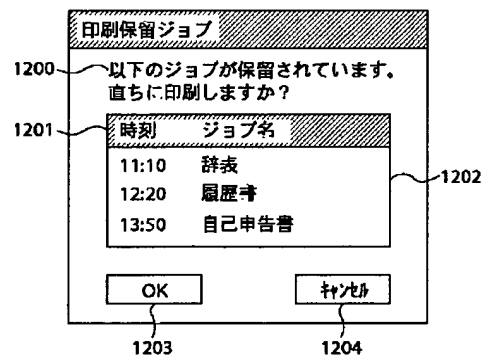 印刷保留ジョブ
1200
以下のジョブが保留されています。
直ちに印刷しますか？
1201
時刻 ジョブ名
11:10 辞表
1202
12:20 履歴書
13:50 自己申告書
OK キャンセル
1203 1204